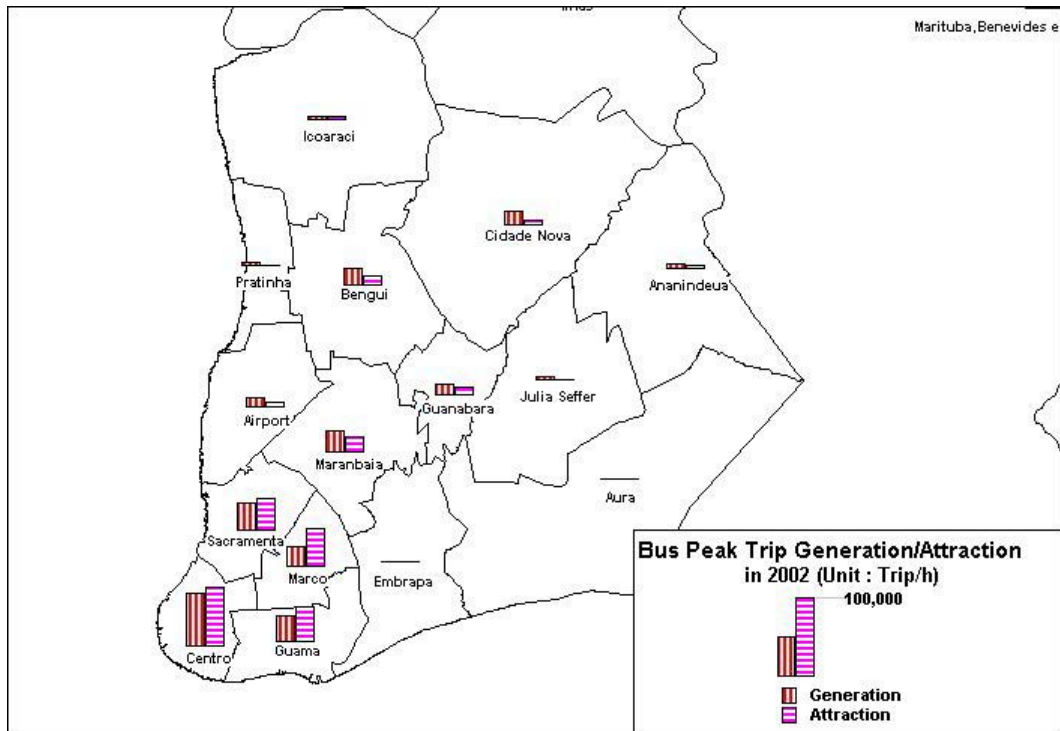 Marituba,Benevides e
Icoaraci
Cidade Nova
Pratinha
Bengui
Ananindeua
Airport
Guanabara
Julia Seffer
Maranbaia
Aura
Sacramenta
Marco
Embrapa
Centro
Guama
Bus Peak Trip Generation/Attraction
in 2002 (Unit : Trip/h)
100,000
Generation
Attraction